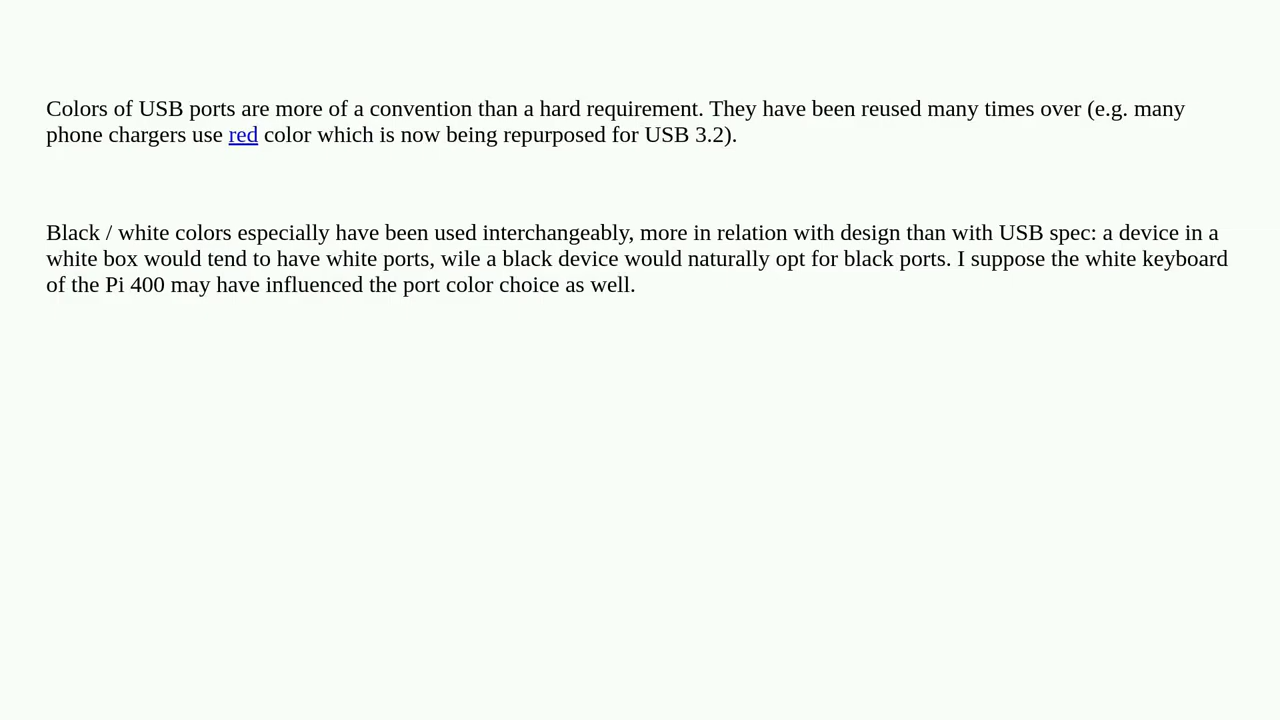 Colors of USB ports are more of a convention than a hard requirement. They have been reused many times over (e.g. many
phone chargers use red color which is now being repurposed for USB 3.2).
Black / white colors especially have been used interchangeably, more in relation with design than with USB spec: a device in a
white box would tend to have white ports, wile a black device would naturally opt for black ports. I suppose the white keyboard
of the Pi 400 may have influenced the port color choice as well.